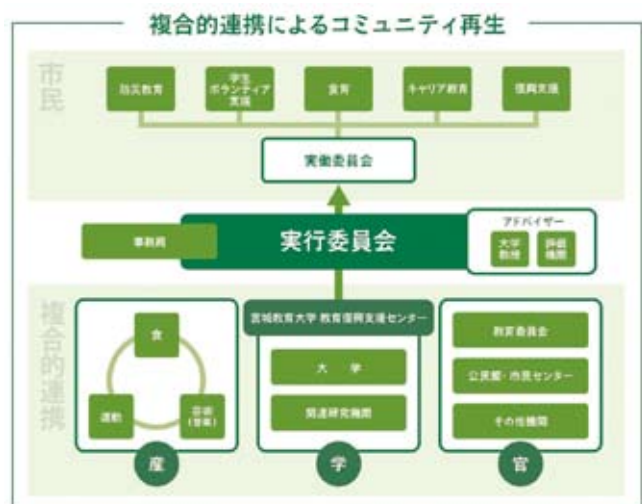 複合的連携によるコミュニティ再生
市民
防災教育
学生
ボランティア
支援
食育
キャリア教育
復興支援
実働委員会
事務局
実行委員会
アドバイザー
大学
教授
評価
機関
複合的連携
食
運動
芸術
(音楽)
産
宮城教育大学 教育復興支援センター
大 学
関連研究機関
学
教育委員会
公民館・市民センター
その他機関
官